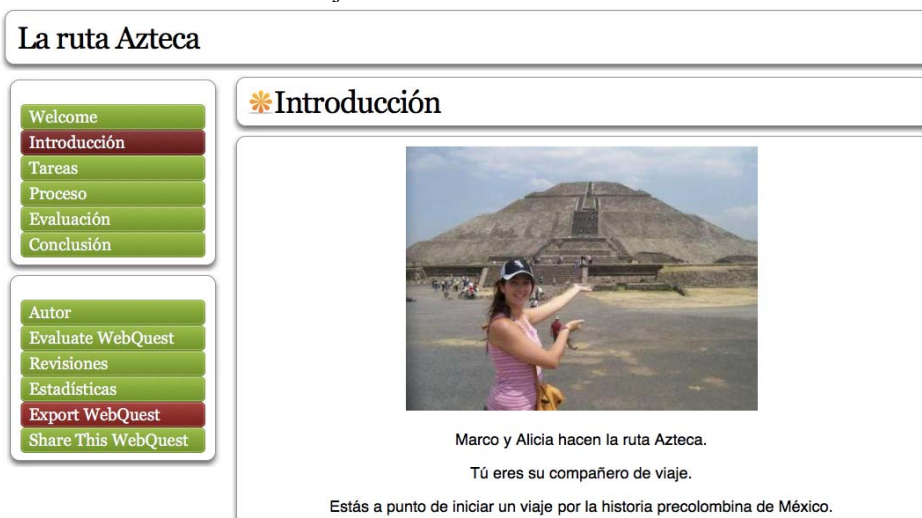 La ruta Azteca
Welcome
Introducción
Tareas
Proceso
Evaluación
Conclusión
Autor
Evaluate WebQuest
Revisiones
Estadísticas
Export WebQuest
Share This WebQuest
Introducción
Marco y Alicia hacen la ruta Azteca.
Tú eres su compañero de viaje.
Estás a punto de iniciar un viaje por la historia precolombina de México.